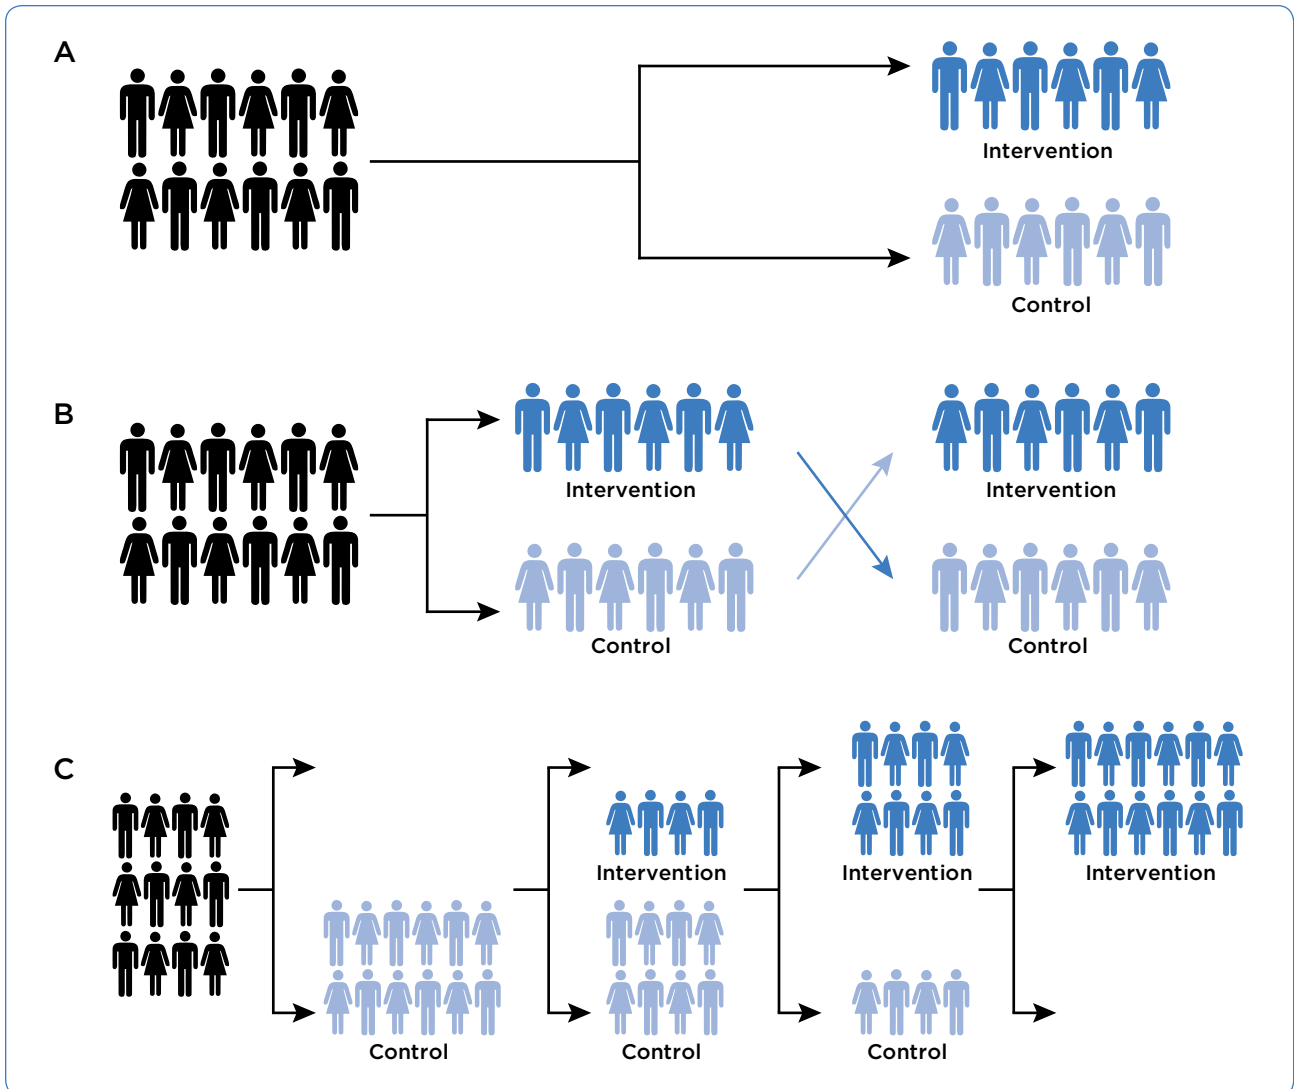 A
Intervention
Control
B
Intervention
Intervention
Control
Control
C
Intervention
Intervention
Intervention
Control
Control
Control